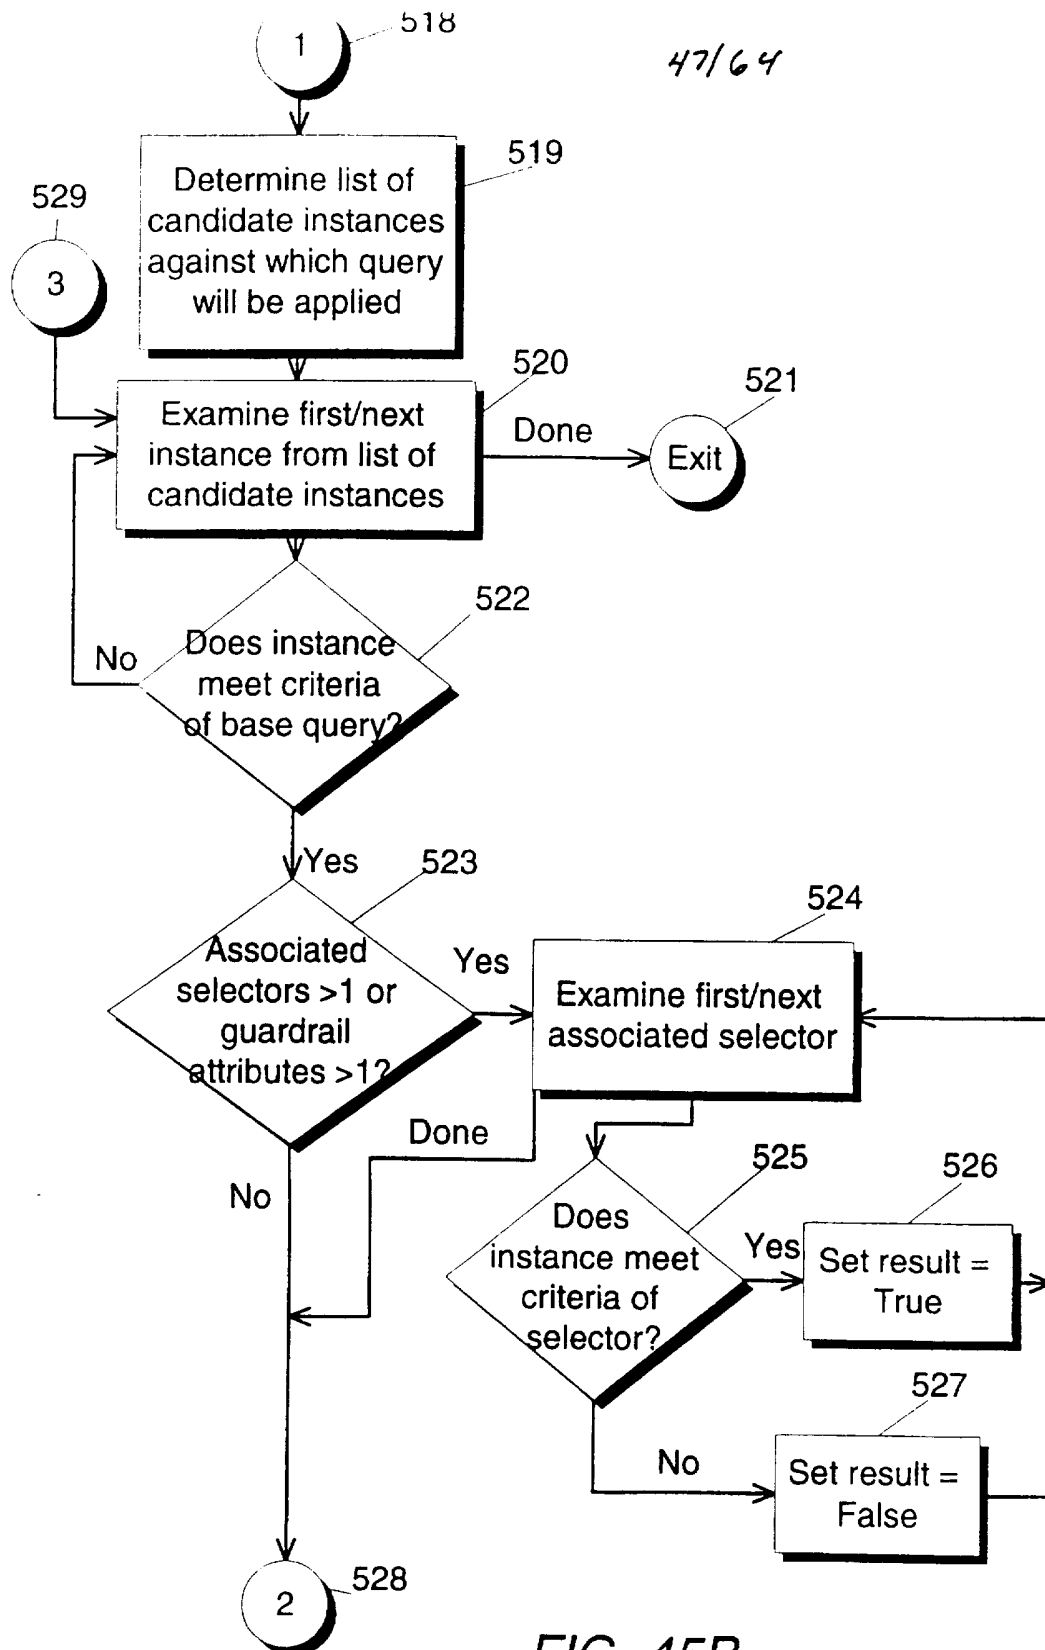 1
518
47/64
519
Determine list of
candidate instances
against which query
will be applied
529
3
520
Examine first/next
instance from list of
candidate instances
Done
521
Exit
522
Does instance
meet criteria
of base query?
No
Yes
523
Associated
selectors >1 or
guardrail
attributes >1?
Yes
524
Examine first/next
associated selector
Done
No
525
Does
instance meet
criteria of
selector?
Yes
526
Set result =
True
527
No
Set result =
False
2
528
FIG. 45B